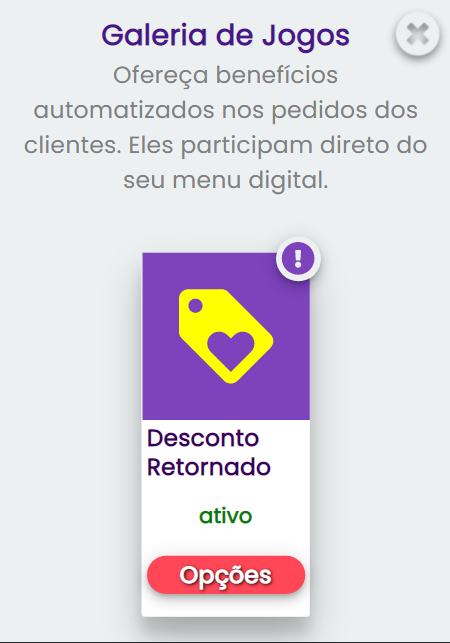 Galeria de Jogos
Ofereça benefícios
automatizados nos pedidos dos
clientes. Eles participam direto do
seu menu digital.
!
Desconto
Retornado
ativo
Opções